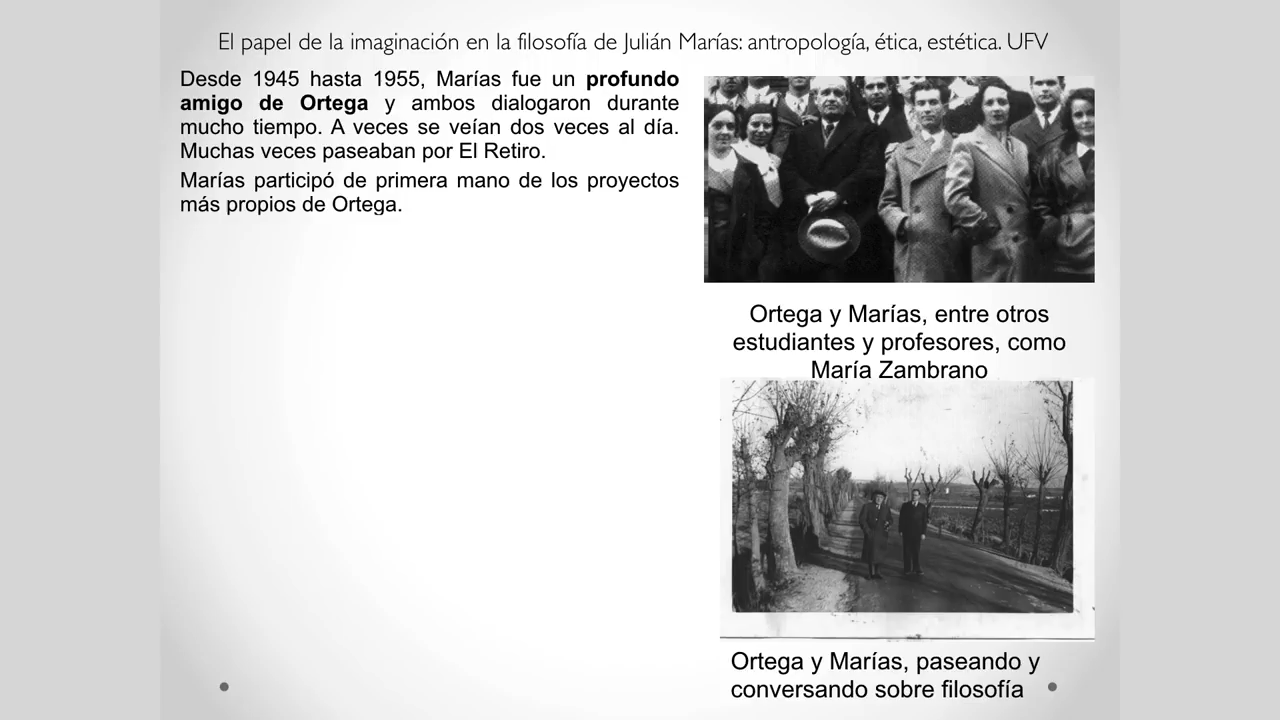 El papel de la imaginación en la filosofía de Julián Marías: antropología, ética, estética. UFV
Desde 1945 hasta 1955, Marías fue un profundo
amigo de Ortega y ambos dialogaron durante
mucho tiempo. A veces se veían dos veces al día.
Muchas veces paseaban por El Retiro.
Marías participó de primera mano de los proyectos
más propios de Ortega.
Ortega y Marías, entre otros
estudiantes y profesores, como
María Zambrano
Ortega y Marías, paseando y
conversando sobre filosofía